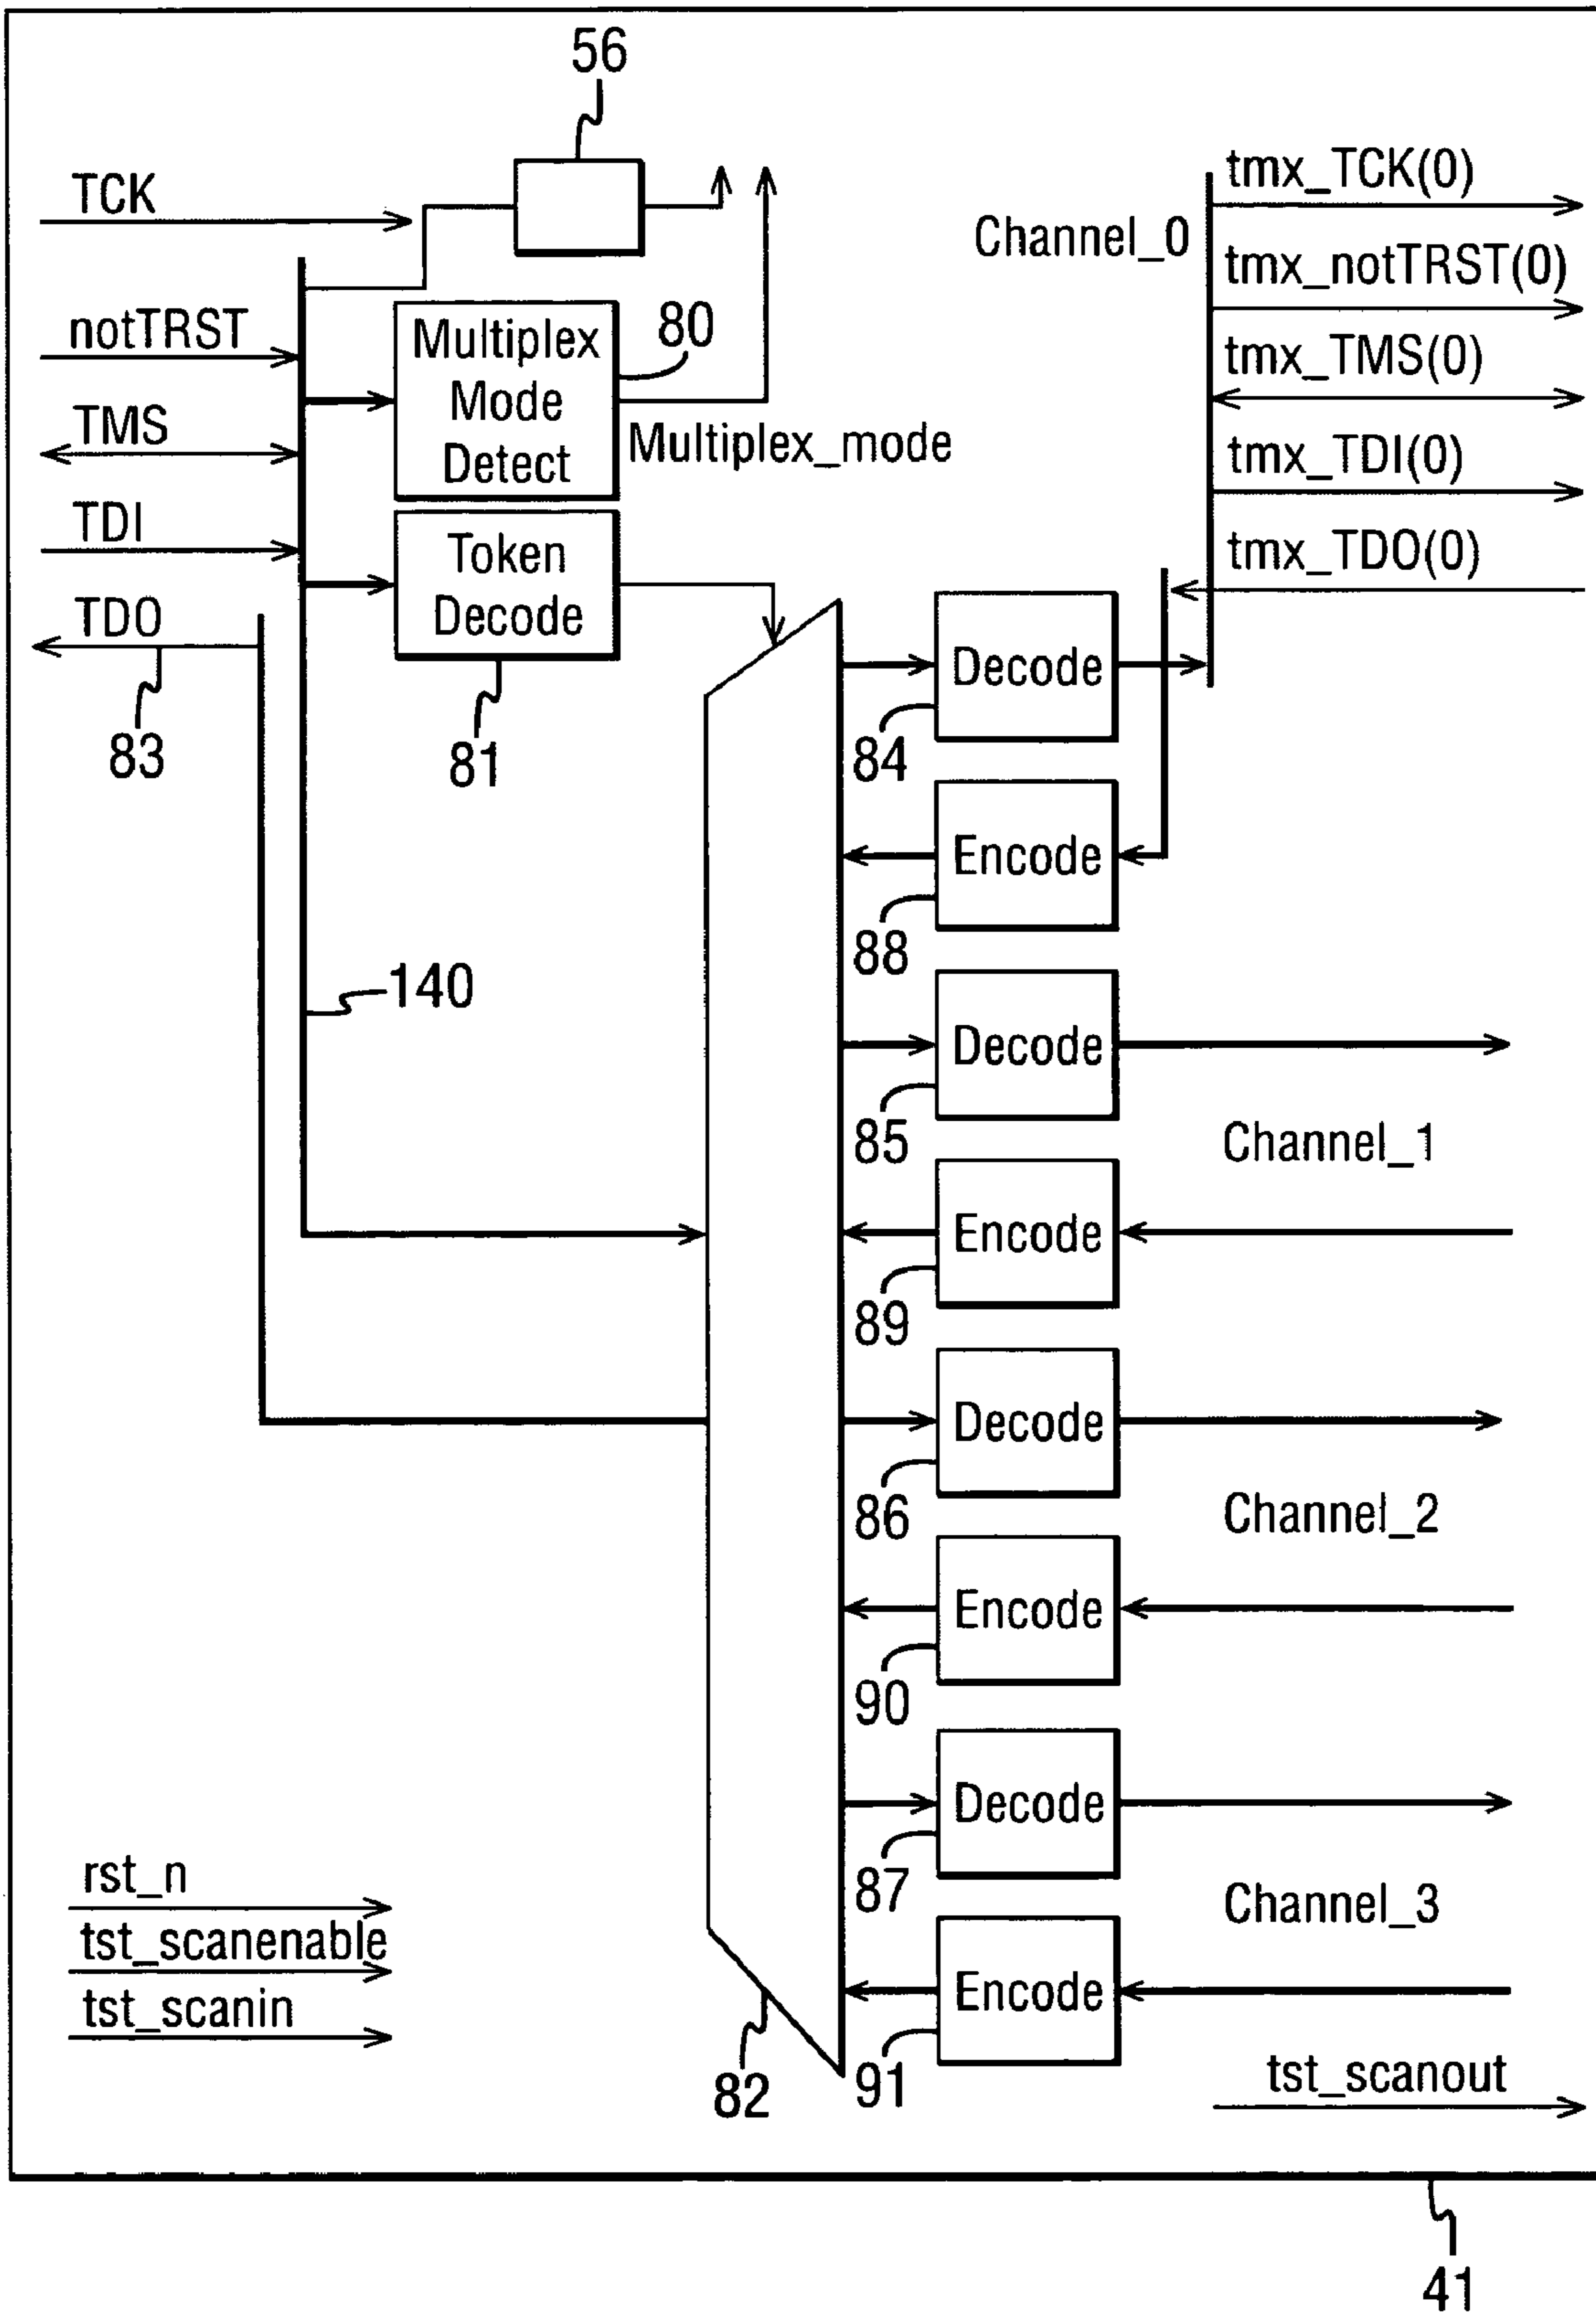 56
TCK
tmx_TCK(0)
Channel_0
tmx_notTRST(0)
notTRST
Multiplex
Mode
Detect
80
tmx_TMS(0)
TMS
Multiplex_mode
tmx_TDI(0)
TDI
Token
Decode
tmx_TDO(0)
TDO
83
81
Decode
84
Encode
88
140
Decode
85
Channel_1
Encode
89
Decode
86
Channel_2
Encode
90
Decode
87
Channel_3
rst_n
tst_scanenable
tst_scanin
Encode
91
82
tst_scanout
41